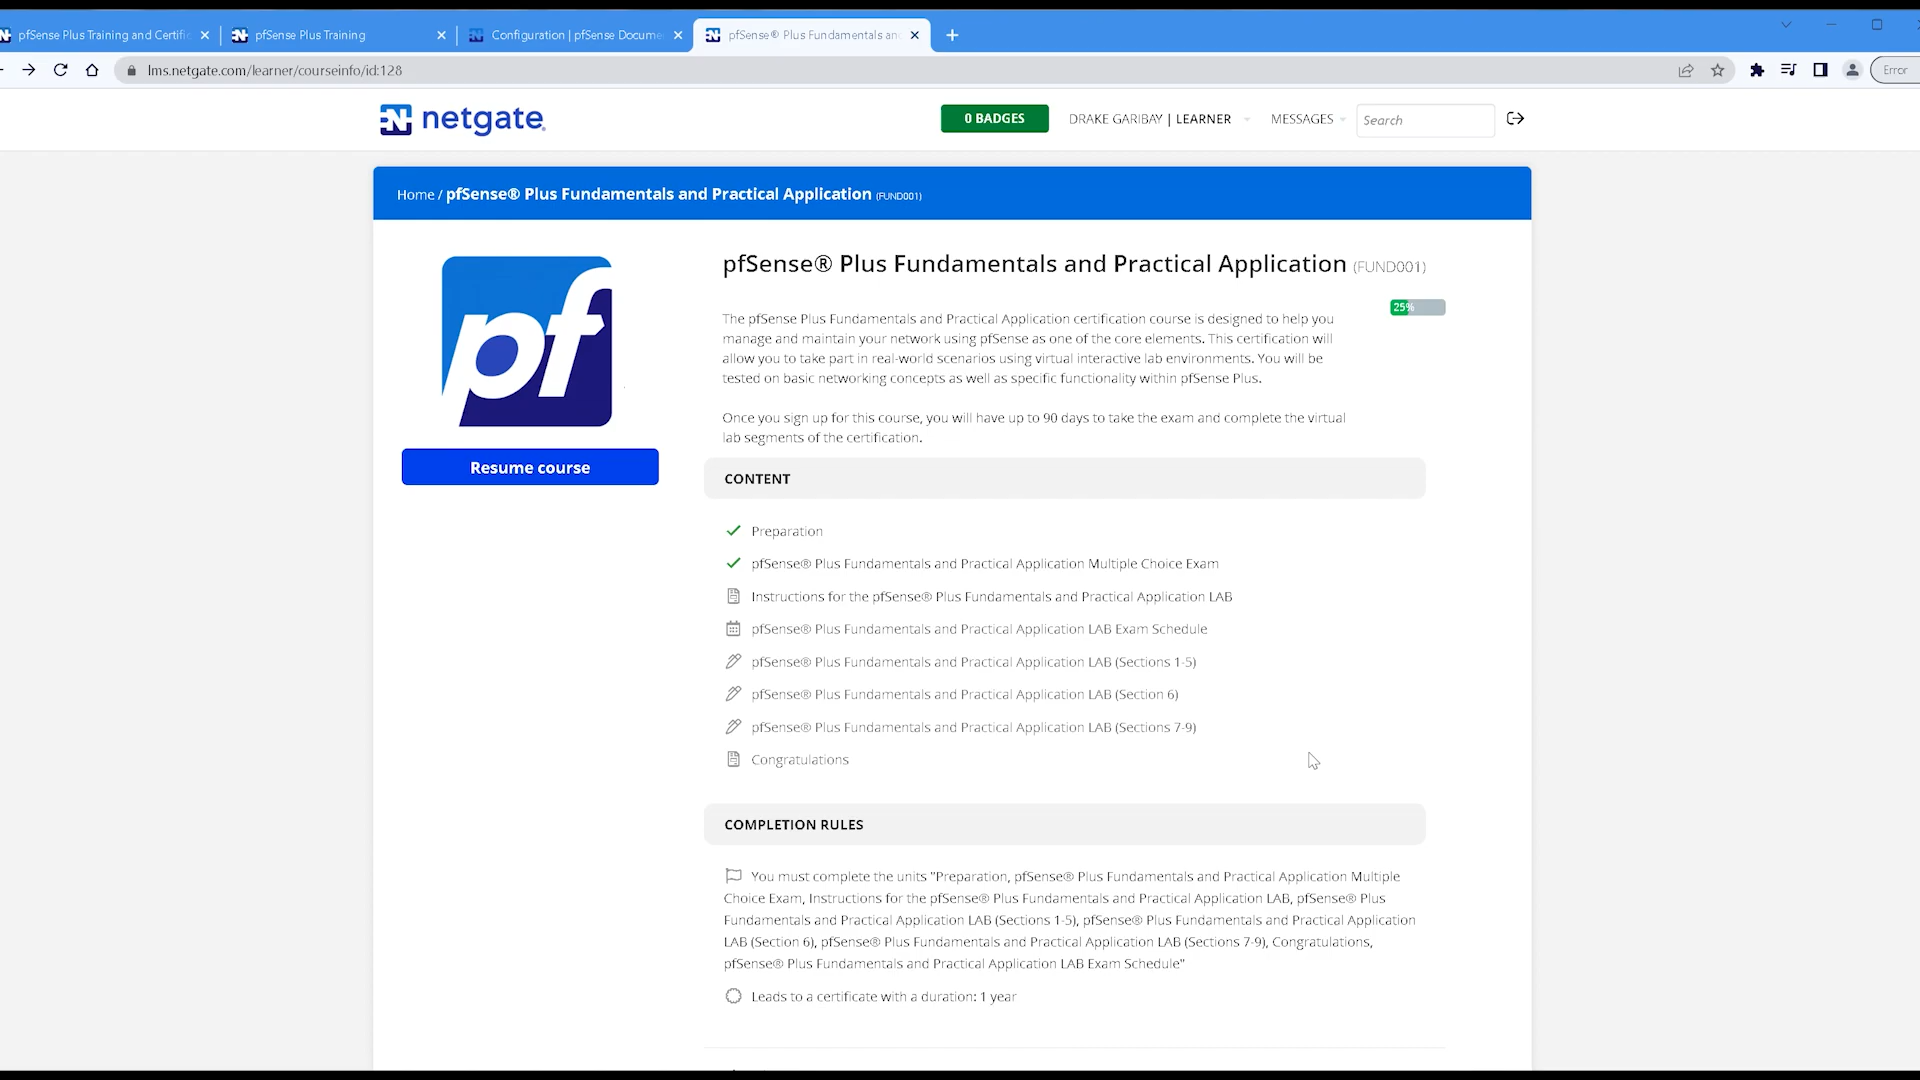 pfSense Plus Training and Certific
pfSense Plus Training
Configuration | pfSense Docume
pfSense® Plus Fundamentals an
lms.netgate.com/learner/courseinfo/id:128
Error
netgate.
0 BADGES
DRAKE GARIBAY | LEARNER
MESSAGES
Search
Home / pfSense® Plus Fundamentals and Practical Application (FUND001)
pf
Resume course
pfSense® Plus Fundamentals and Practical Application (FUND001)
25%
The pfSense Plus Fundamentals and Practical Application certification course is designed to help you
manage and maintain your network using pfSense as one of the core elements. This certification will
allow you to take part in real-world scenarios using virtual interactive lab environments. You will be
tested on basic networking concepts as well as specific functionality within pfSense Plus.
Once you sign up for this course, you will have up to 90 days to take the exam and complete the virtual
lab segments of the certification.
CONTENT
Preparation
pfSense® Plus Fundamentals and Practical Application Multiple Choice Exam
Instructions for the pfSense® Plus Fundamentals and Practical Application LAB
pfSense® Plus Fundamentals and Practical Application LAB Exam Schedule
pfSense® Plus Fundamentals and Practical Application LAB (Sections 1-5)
pfSense® Plus Fundamentals and Practical Application LAB (Section 6)
pfSense® Plus Fundamentals and Practical Application LAB (Sections 7-9)
Congratulations
COMPLETION RULES
You must complete the units "Preparation, pfSense® Plus Fundamentals and Practical Application Multiple
Choice Exam, Instructions for the pfSense® Plus Fundamentals and Practical Application LAB, pfSense® Plus
Fundamentals and Practical Application LAB (Sections 1-5), pfSense® Plus Fundamentals and Practical Application
LAB (Section 6), pfSense® Plus Fundamentals and Practical Application LAB (Sections 7-9), Congratulations,
pfSense® Plus Fundamentals and Practical Application LAB Exam Schedule"
Leads to a certificate with a duration: 1 year